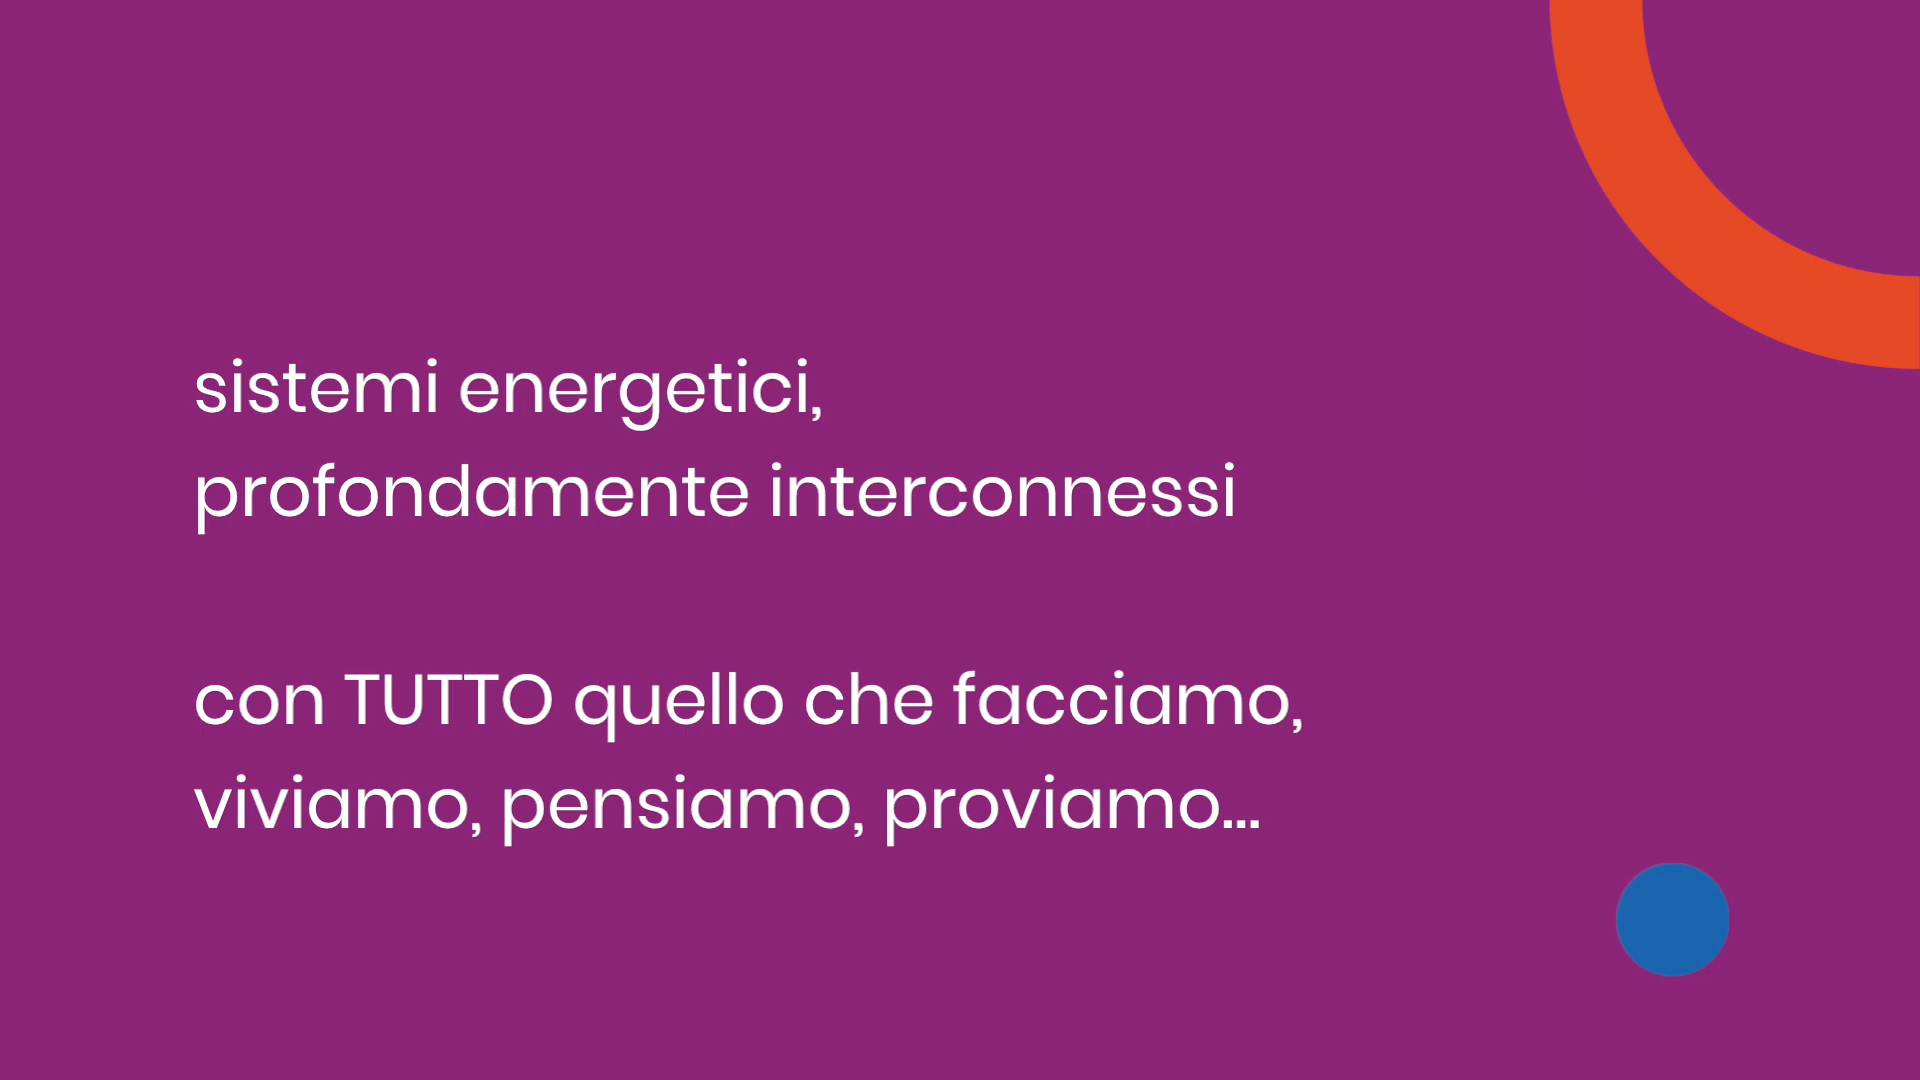 sistemi energetici,
profondamente interconnessi
con TUTTO quello che facciamo,
viviamo, pensiamo, proviamo...